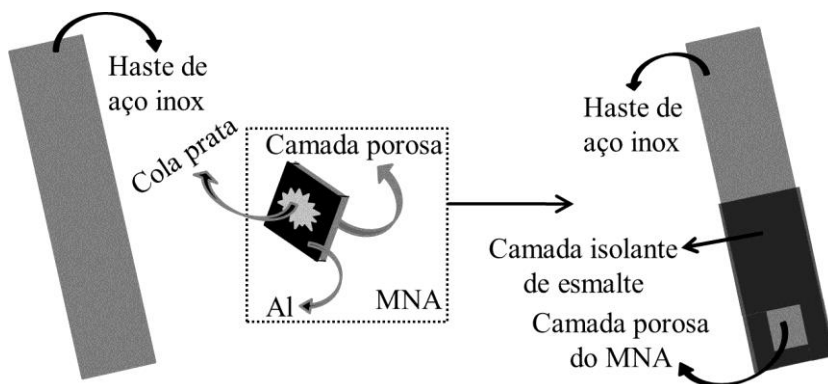 Haste de
aço inox
Cola prata
Camada porosa
Al
MNA
Haste de
aço inox
Camada isolante
de esmalte
Camada porosa
do MNA